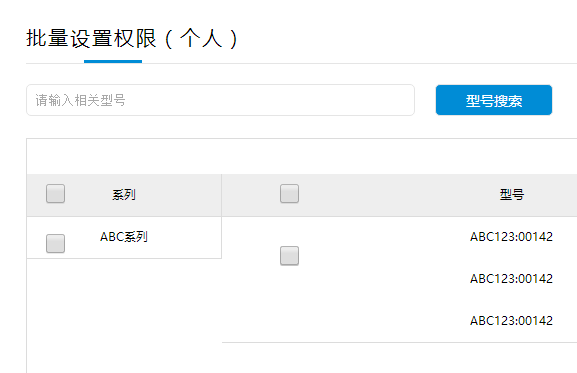 批量设置权限（个人）
请输入相关型号
型号搜索
系列 型号
ABC系列 ABC123:00142
ABC123:00142
ABC123:00142